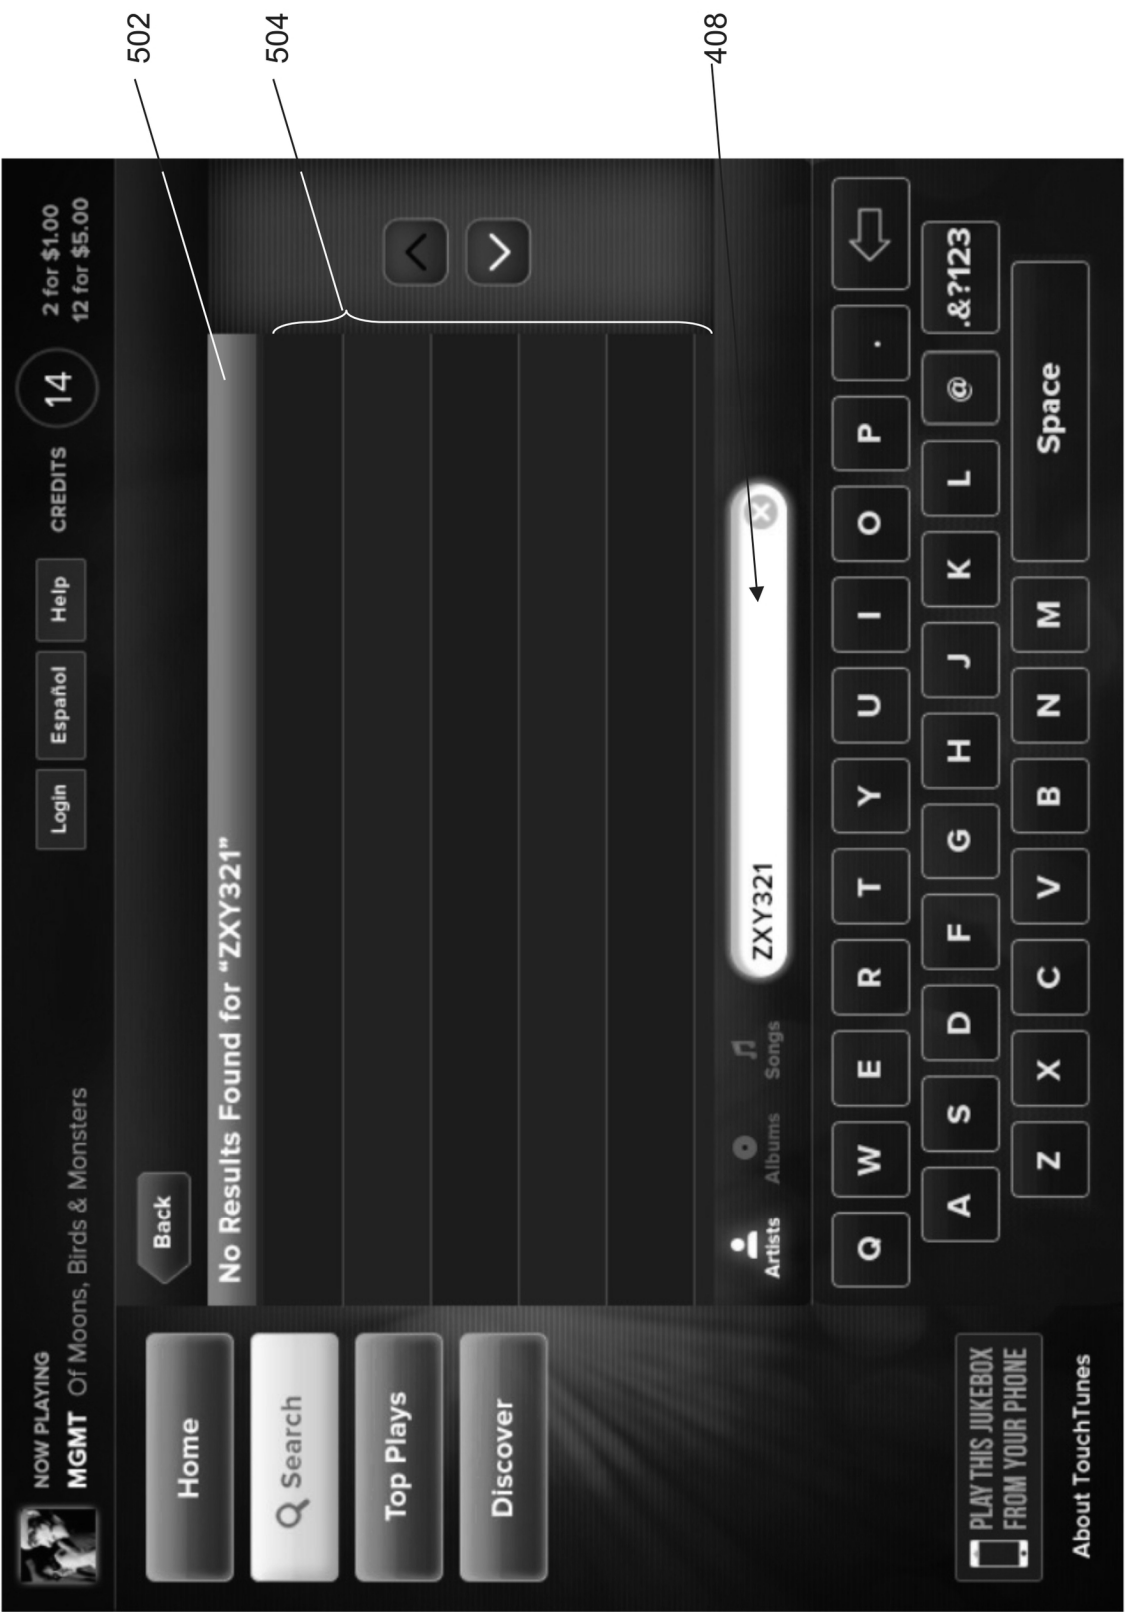 502
504
408
NOW PLAYING
MGMT Of Moons, Birds & Monsters
Login
Español
Help
CREDITS
14
2 for $1.00
12 for $5.00
Back
Home
Search
Top Plays
Discover
No Results Found for “ZXY321”
Artists
Albums
Songs
ZXY321
Q W E R T Y U I O P .
A S D F G H J K L @ .&?123
Z X C V B N M Space
PLAY THIS JUKEBOX
FROM YOUR PHONE
About TouchTunes